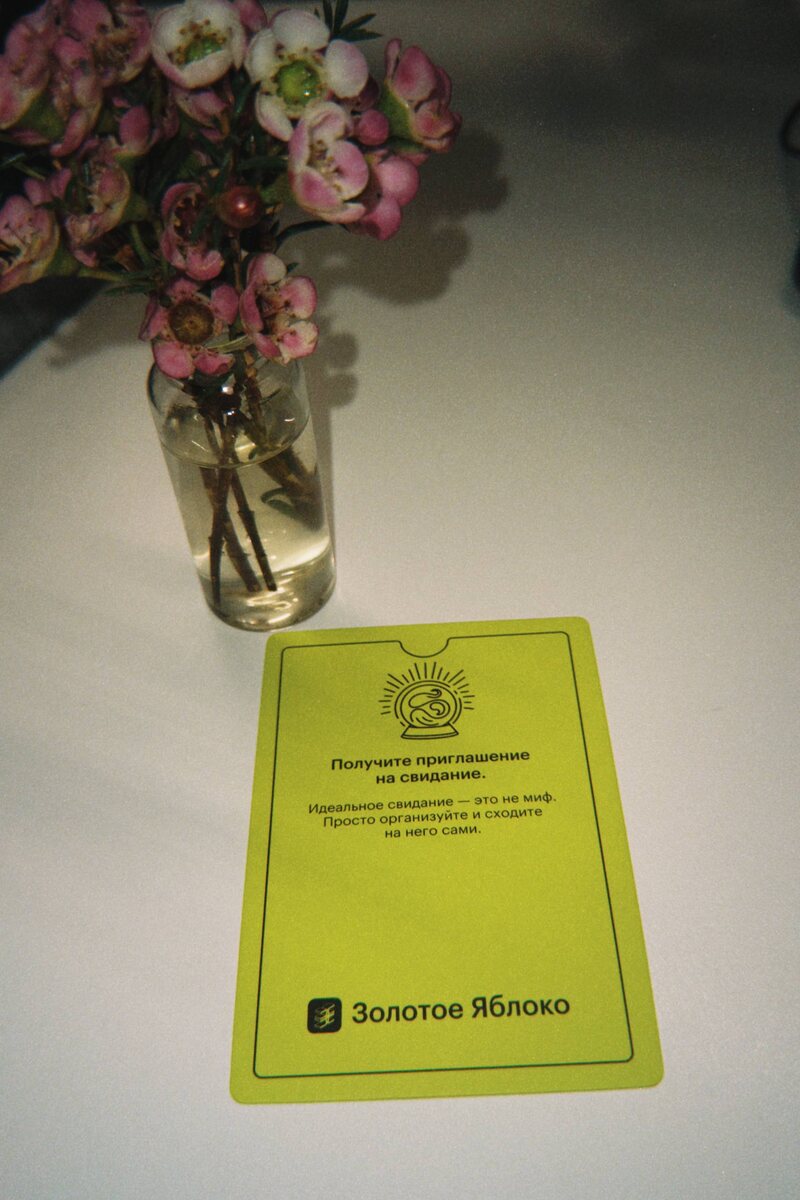 Получите приглашение
на свидание.
Идеальное свидание — это не миф.
Просто организуйте и сходите
на него сами.
Золотое Яблоко